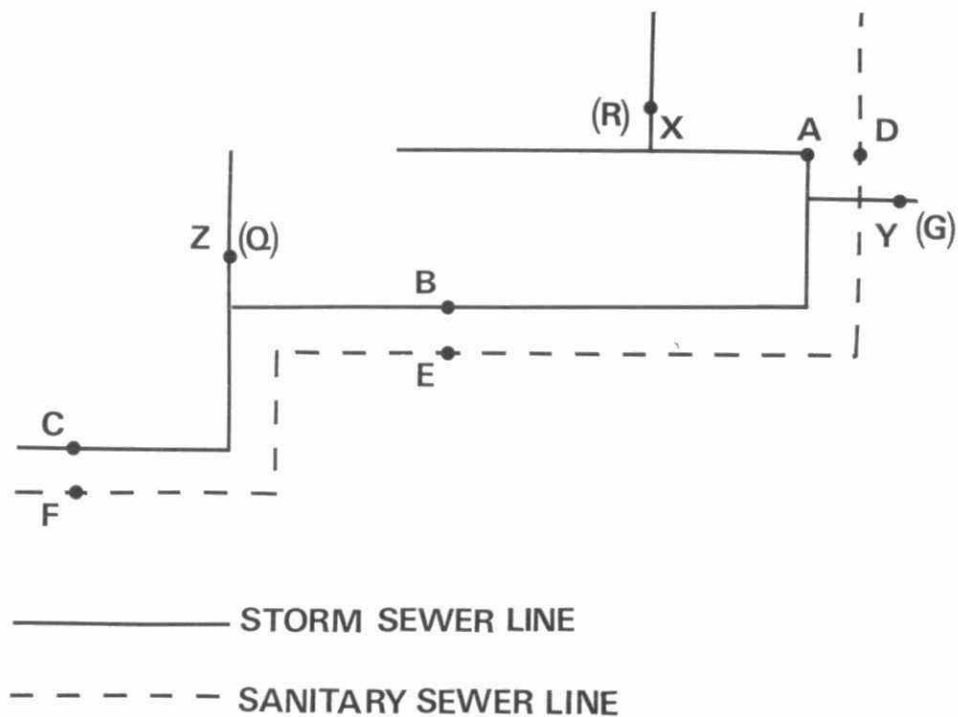 (R) X A D
Z (Q) Y (G)
B
E
C
F
STORM SEWER LINE
SANITARY SEWER LINE